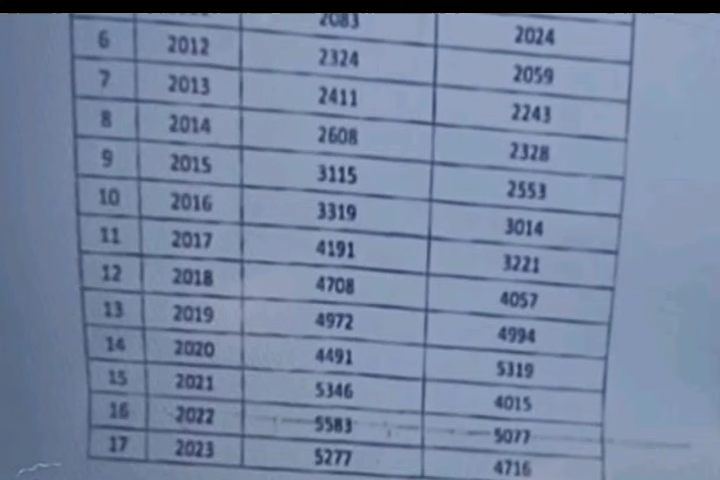 2083 2024
6 2012 2324 2059
7 2013 2411 2243
8 2014 2608 2328
9 2015 3115 2553
10 2016 3319 3014
11 2017 4191 3221
12 2018 4708 4057
13 2019 4972 4994
14 2020 4491 5319
15 2021 5346 4015
16 2022 5583 5077
17 2023 5277 4716